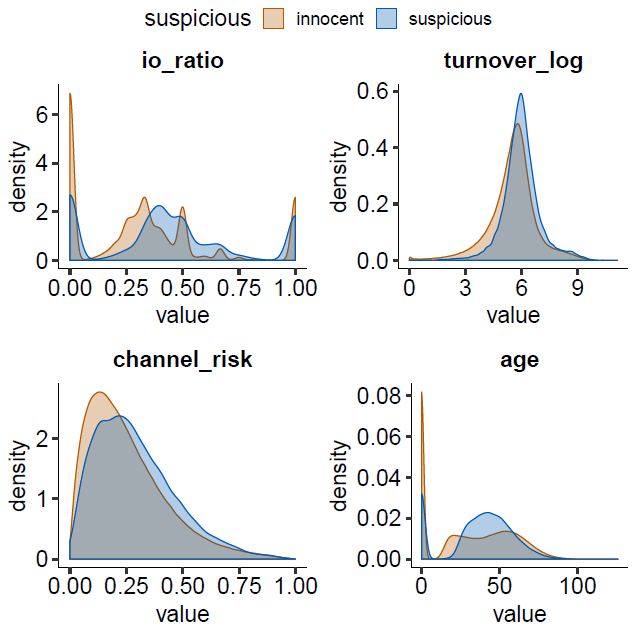 suspicious innocent suspicious
io_ratio turnover_log
density 6 4 2 0
0.00 0.25 0.50 0.75 1.00
value
density 0.6 0.4 0.2 0.0
0 3 6 9
value
channel_risk age
density 2 1 0
0.00 0.25 0.50 0.75 1.00
value
density 0.08 0.06 0.04 0.02 0.00
0 50 100
value